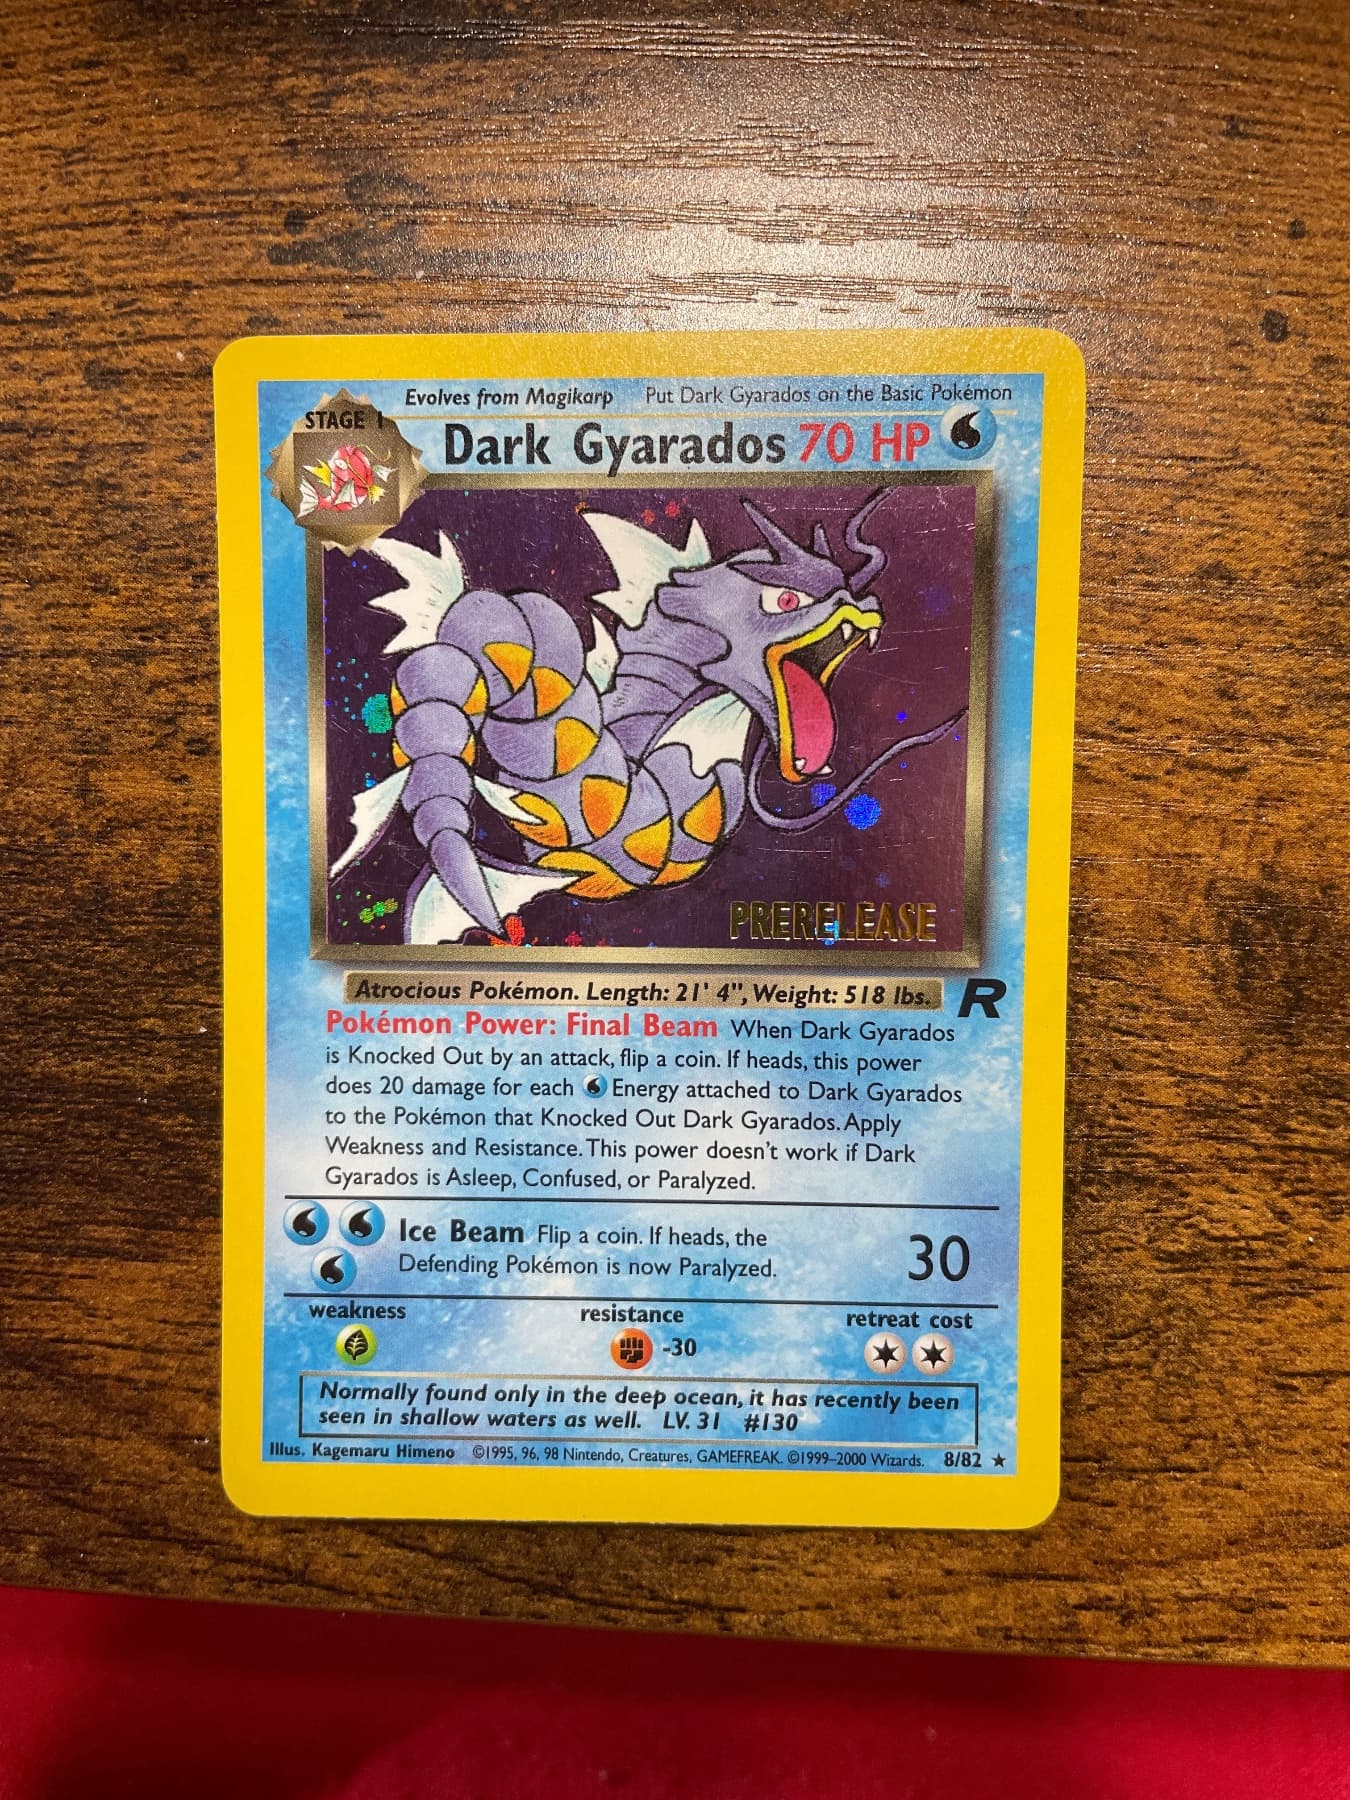 Evolves from Magikarp Put Dark Gyarados on the Basic Pokémon
STAGE 1
Dark Gyarados 70 HP
PRERELEASE
Atrocious Pokémon. Length: 21' 4", Weight: 518 lbs. R
Pokémon Power: Final Beam When Dark Gyarados
is Knocked Out by an attack, flip a coin. If heads, this power
does 20 damage for each Energy attached to Dark Gyarados
to the Pokémon that Knocked Out Dark Gyarados. Apply
Weakness and Resistance. This power doesn't work if Dark
Gyarados is Asleep, Confused, or Paralyzed.
Ice Beam Flip a coin. If heads, the
Defending Pokémon is now Paralyzed.
30
weakness resistance retreat cost
-30
Normally found only in the deep ocean, it has recently been
seen in shallow waters as well. LV. 31 #130
Illus. Kagemaru Himeno ©1995, 96, 98 Nintendo, Creatures, GAMEFREAK. ©1999–2000 Wizards. 8/82 ★